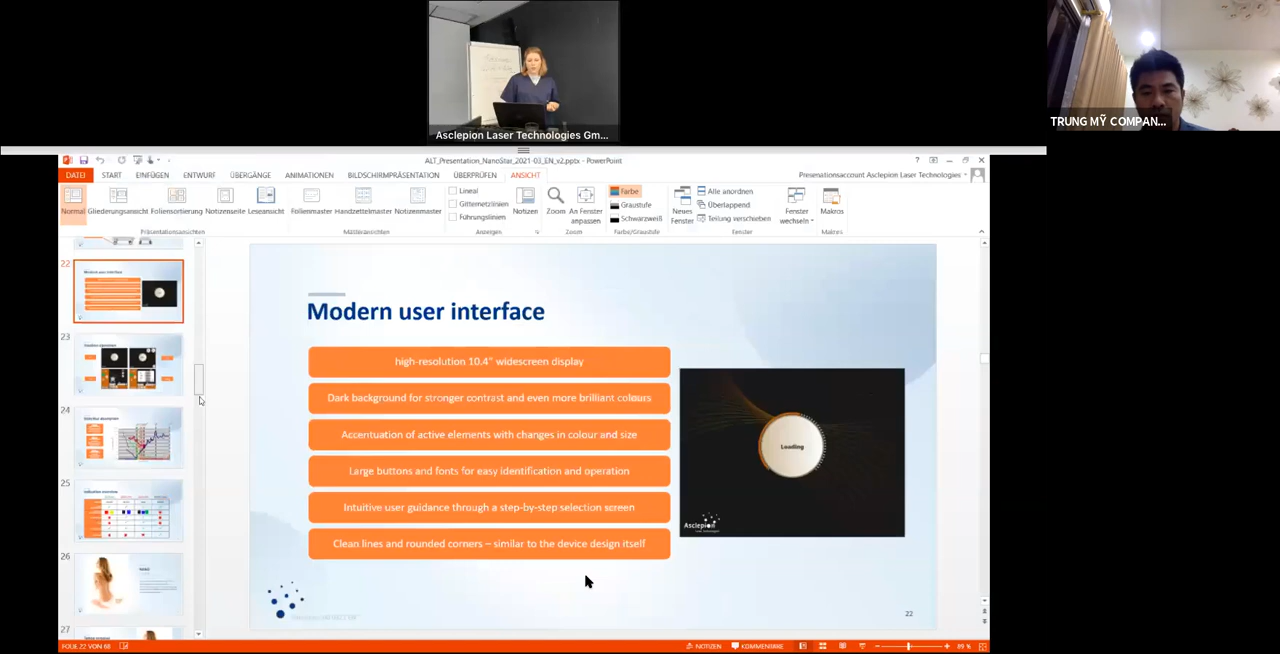 Asclepion Laser Technologies Gm...
TRUNG MỸ COMPAN...
ALT_Presentation_NanoStar_2021-03_EN_v2.pptx - PowerPoint
DATEI START EINFÜGEN ENTWURF ÜBERGÄNGE ANIMATIONEN BILDSCHIRMPRÄSENTATION ÜBERPRÜFEN ANSICHT
Presenationsaccount Asclepion Laser Technologies
Normal Gliederungsansicht Foliensortierung Notizenseite Leseansicht
Präsentationsansichten
Folienmaster Handzettelmaster Notizenmaster
Masteransichten
Lineal
Gitternetzlinien
Führungslinien
Anzeigen
Notizen
Zoom An Fenster anpassen
Zoom
Farbe
Graustufe
Schwarzweiß
Farbe/Graustufe
Neues Fenster
Alle anordnen
Überlappend
Teilung verschieben
Fenster
Fenster wechseln
Makros
Makros
22
23
24
25
26
27
Modern user interface
high-resolution 10.4" widescreen display
Dark background for stronger contrast and even more brilliant colours
Accentuation of active elements with changes in colour and size
Large buttons and fonts for easy identification and operation
Intuitive user guidance through a step-by-step selection screen
Clean lines and rounded corners – similar to the device design itself
Loading
Asclepion
22
FOLIE 22 VON 68
NOTIZEN KOMMENTARE
89 %